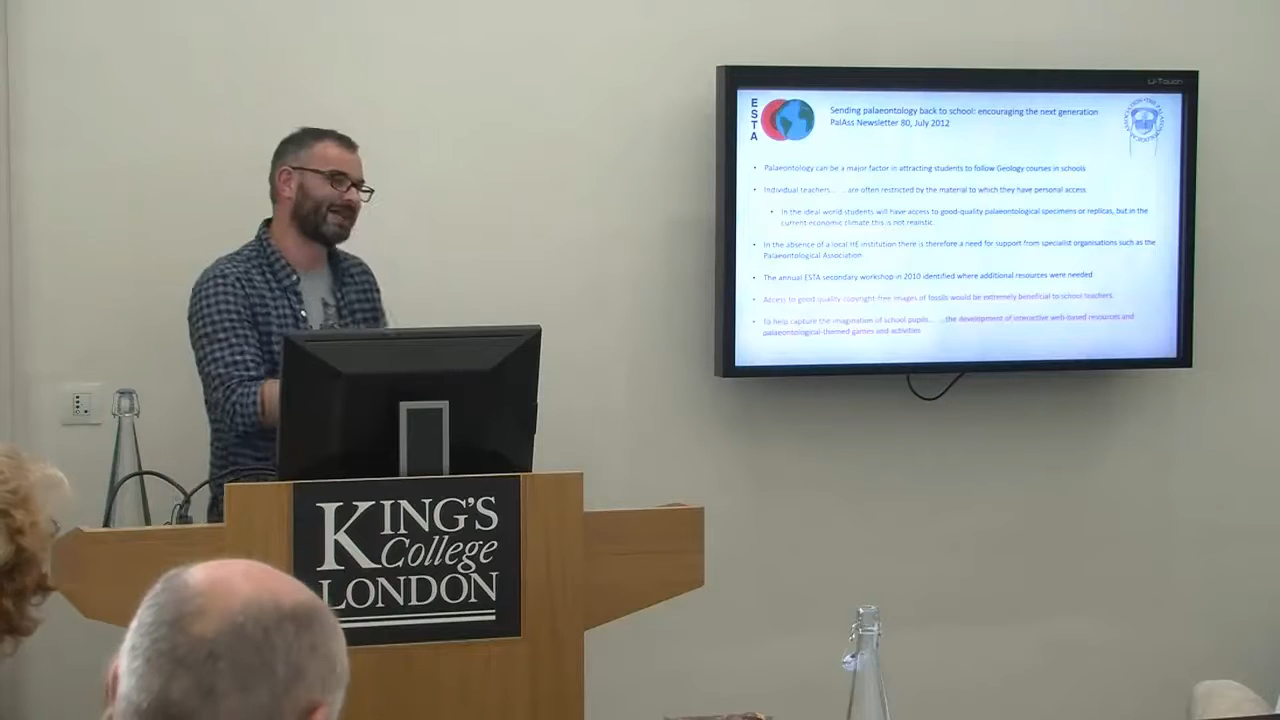 U-Touch
ESTA
Sending palaeontology back to school: encouraging the next generation
PalAss Newsletter 80, July 2012
• Palaeontology can be a major factor in attracting students to follow Geology courses in schools
• Individual teachers… …are often restricted by the material to which they have personal access
• In the ideal world students will have access to good-quality palaeontological specimens or replicas, but in the
current economic climate this is not realistic.
• In the absence of a local HE institution there is therefore a need for support from specialist organisations such as the
Palaeontological Association
• The annual ESTA secondary workshop in 2010 identified where additional resources were needed
• Access to good quality copyright-free images of fossils would be extremely beneficial to school teachers.
• To help capture the imagination of school pupils… …the development of interactive web-based resources and
palaeontological-themed games and activities
KING'S
College
LONDON